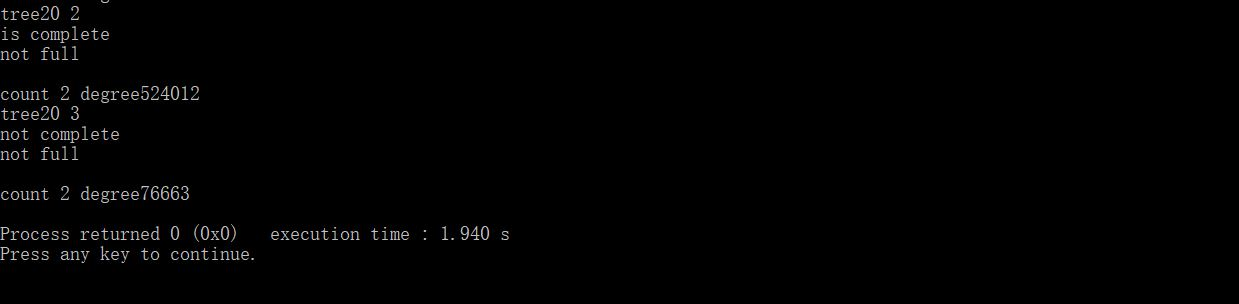 tree20 2
is complete
not full
count 2 degree524012
tree20 3
not complete
not full
count 2 degree76663
Process returned 0 (0x0)   execution time : 1.940 s
Press any key to continue.